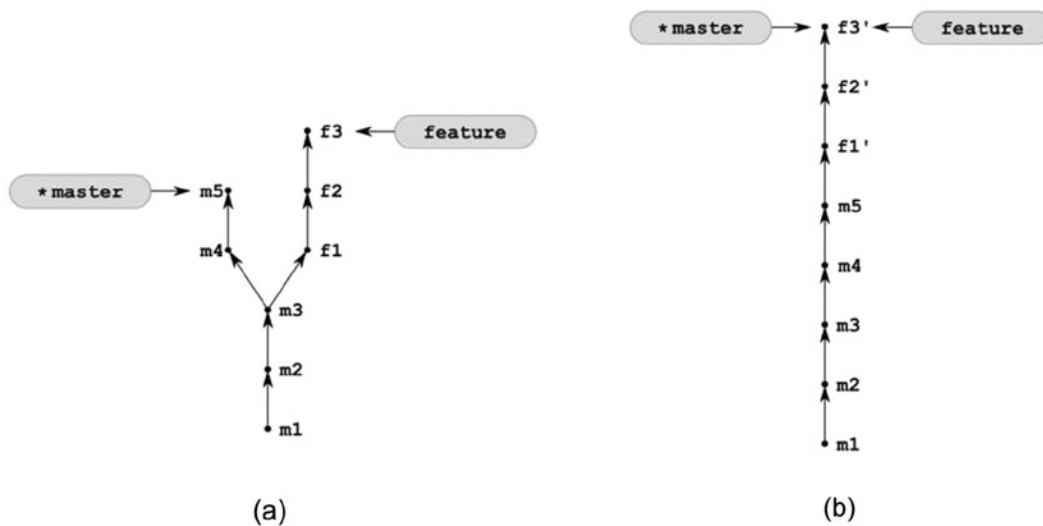 *master
f3'
feature
f2'
f3
feature
f1'
*master
m5
f2
m5
m4
f1
m4
m3
m3
m2
m2
m1
m1
(a)
(b)